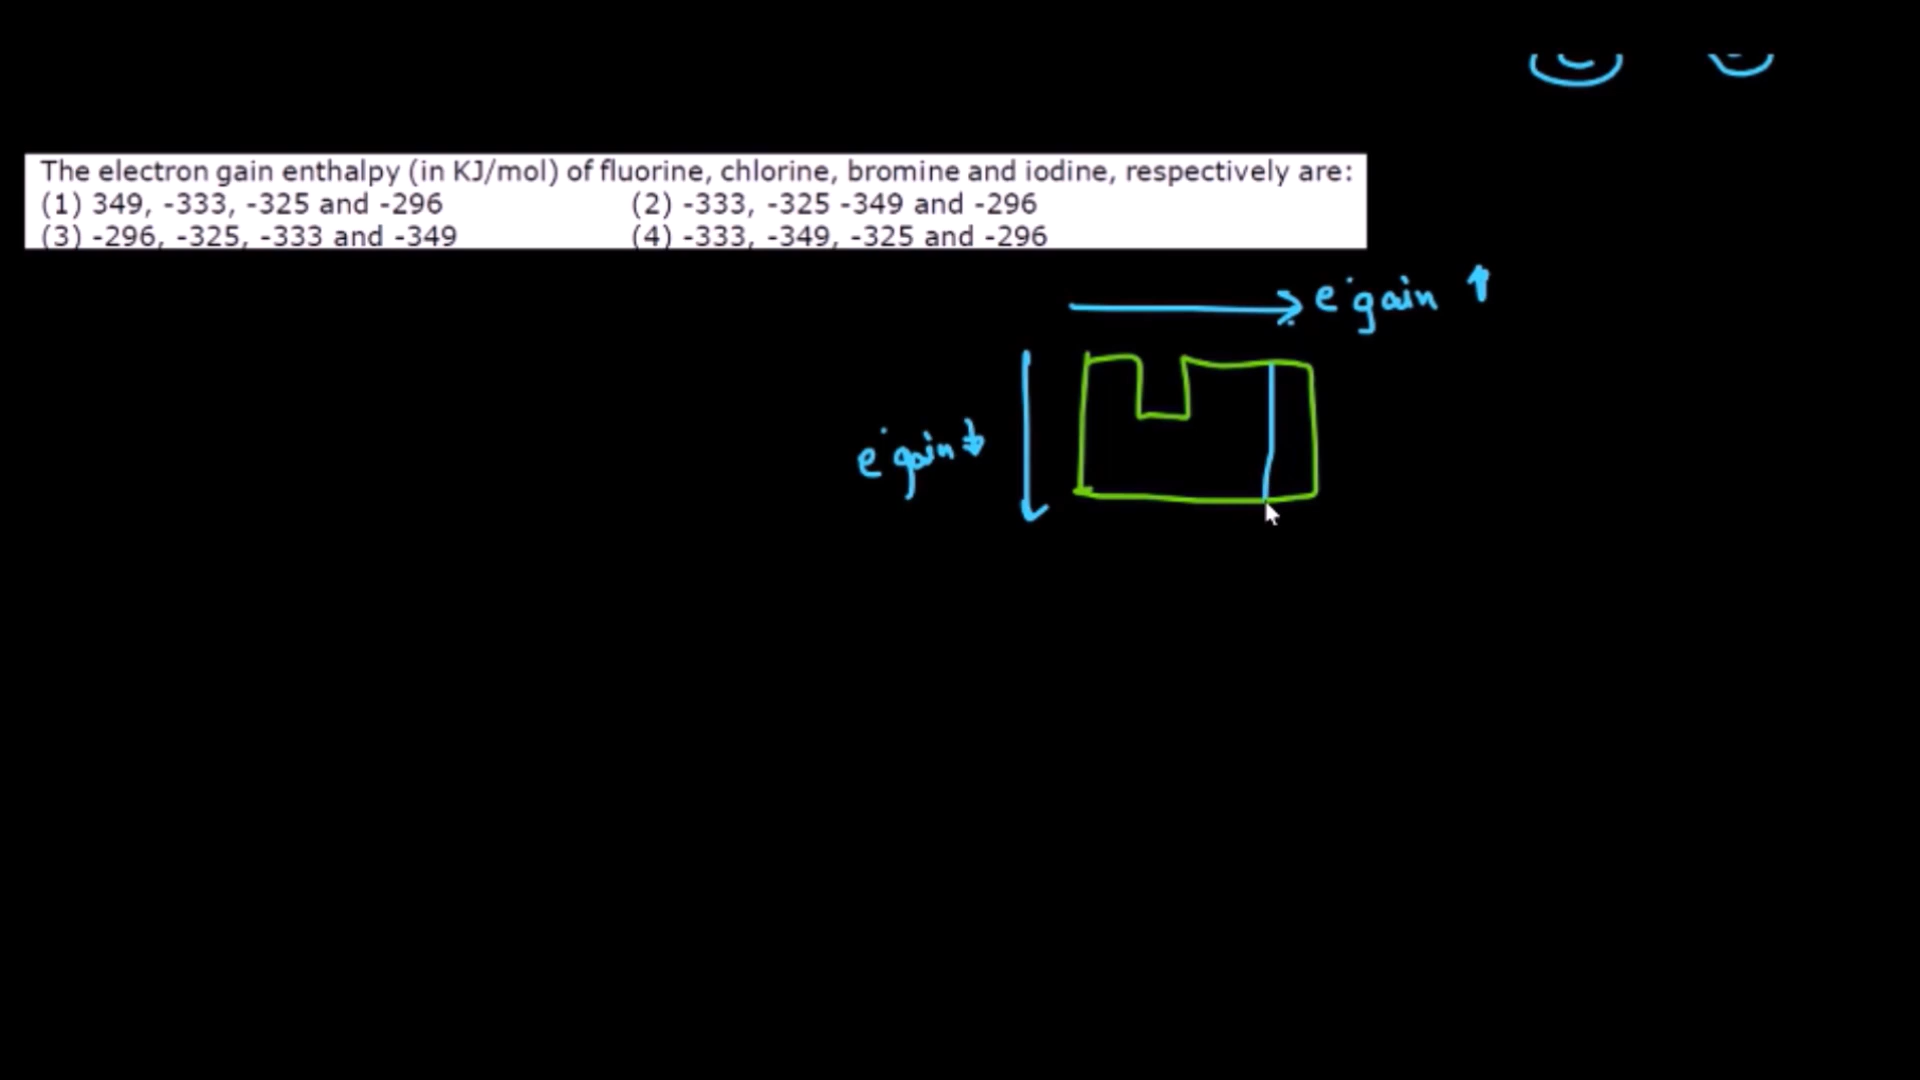 The electron gain enthalpy (in KJ/mol) of fluorine, chlorine, bromine and iodine, respectively are:
(1) 349, -333, -325 and -296 (2) -333, -325 -349 and -296
(3) -296, -325, -333 and -349 (4) -333, -349, -325 and -296
e⁻gain ↑
e⁻gain ↓